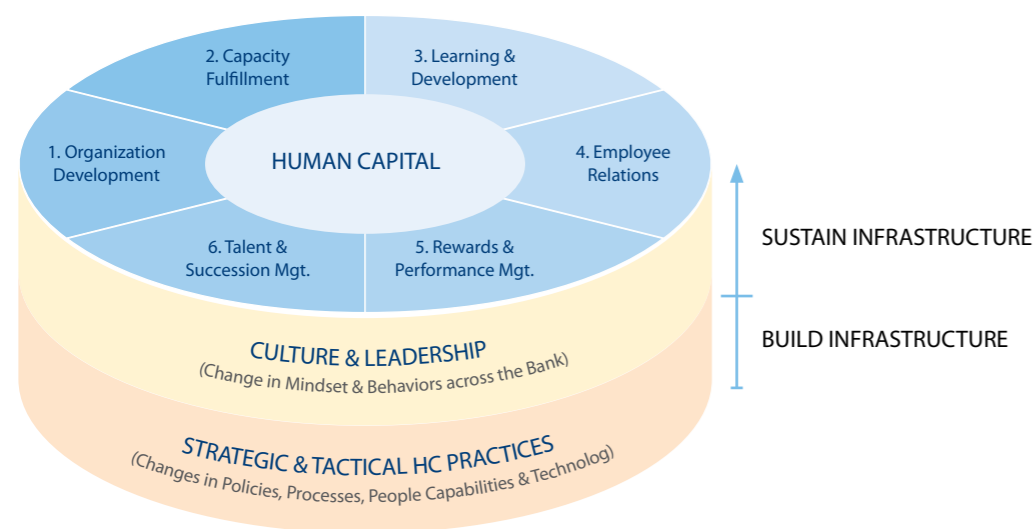 2. Capacity
Fulfillment
3. Learning &
Development
1. Organization
Development
HUMAN CAPITAL
4. Employee
Relations
6. Talent &
Succession Mgt.
5. Rewards &
Performance Mgt.
SUSTAIN INFRASTRUCTURE
BUILD INFRASTRUCTURE
CULTURE & LEADERSHIP
(Change in Mindset & Behaviors across the Bank)
STRATEGIC & TACTICAL HC PRACTICES
(Changes in Policies, Processes, People Capabilities & Technolog)